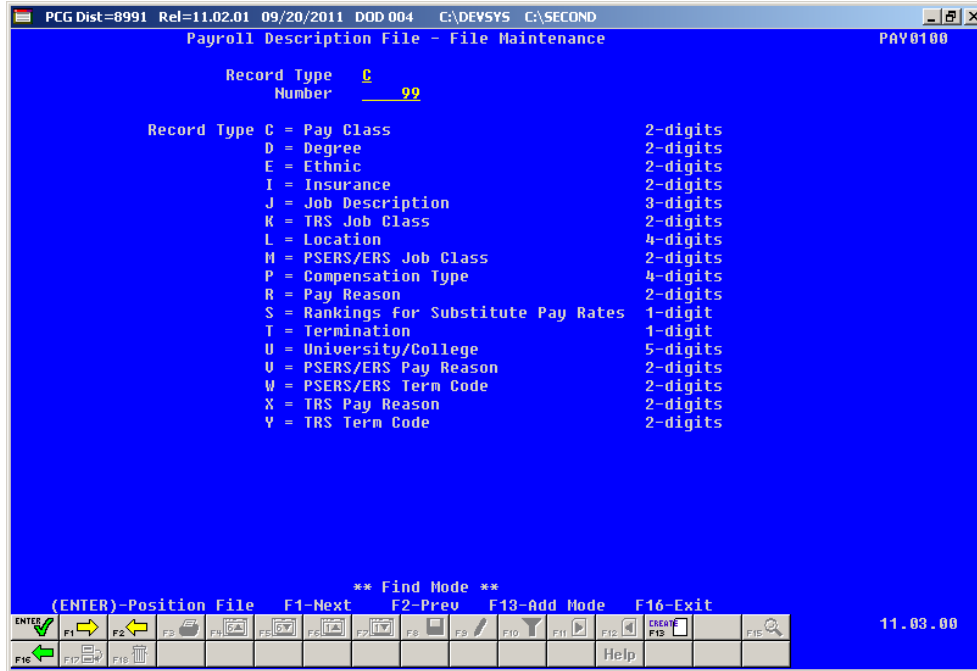 PCG Dist=8991 Rel=11.02.01 09/20/2011 DOD 004 C:\DEVSYS C:\SECOND
Payroll Description File - File Maintenance PAY0100
Record Type C
Number 99
Record Type C = Pay Class 2-digits
D = Degree 2-digits
E = Ethnic 2-digits
I = Insurance 2-digits
J = Job Description 3-digits
K = TRS Job Class 2-digits
L = Location 4-digits
M = PSERS/ERS Job Class 2-digits
P = Compensation Type 4-digits
R = Pay Reason 2-digits
S = Rankings for Substitute Pay Rates 1-digit
T = Termination 1-digit
U = University/College 5-digits
V = PSERS/ERS Pay Reason 2-digits
W = PSERS/ERS Term Code 2-digits
X = TRS Pay Reason 2-digits
Y = TRS Term Code 2-digits
** Find Mode **
(ENTER)-Position File F1-Next F2-Prev F13-Add Mode F16-Exit
ENTER F1 F2 F3 F4 F5 F6 F7 F8 F9 F10 F11 F12 CREATE F13 F15 11.03.00
F16 F17 F18 Help